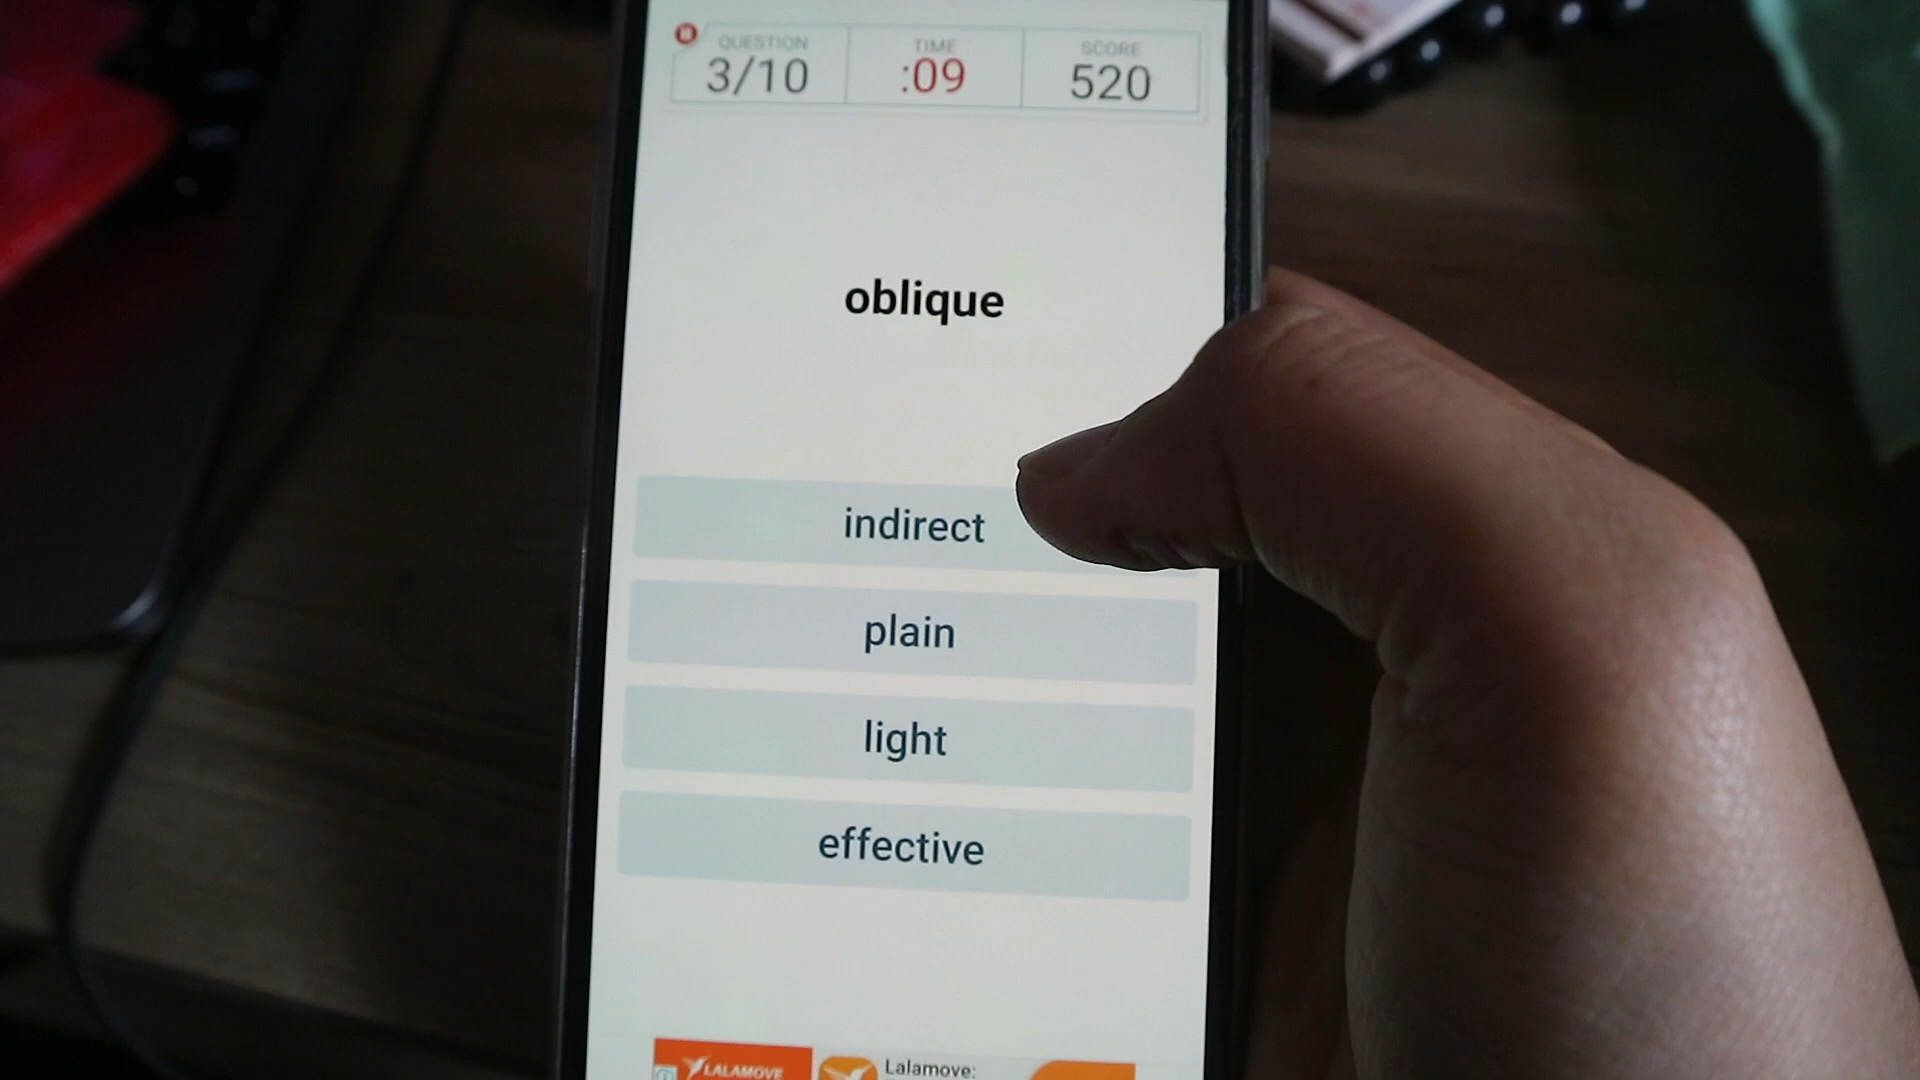 QUESTION TIME SCORE
3/10 :09 520
oblique
indirect
plain
light
effective
LALAMOVE
Lalamove: